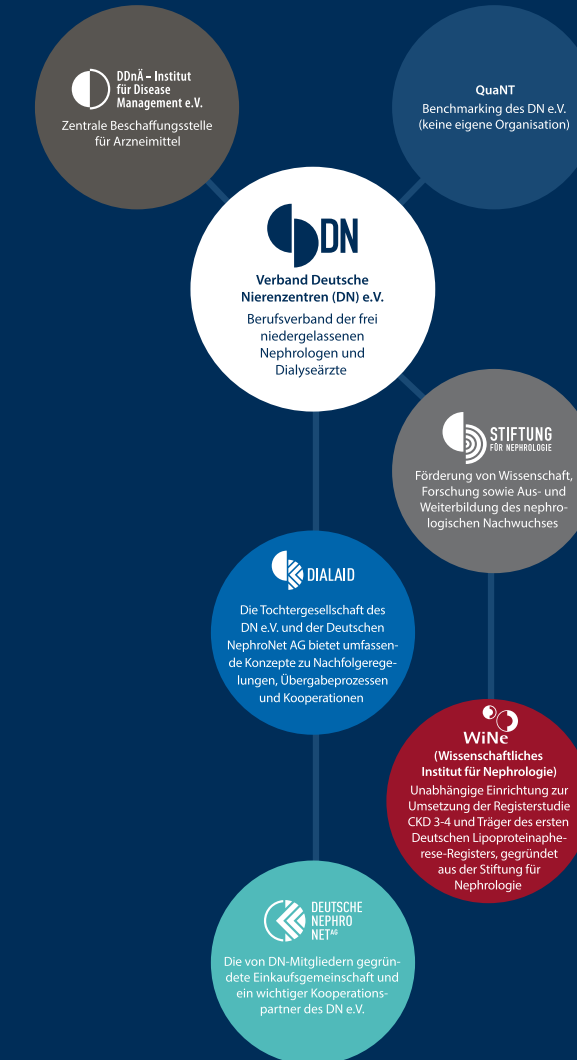 DDnÄ – Institut
für Disease
Management e.V.
Zentrale Beschaffungsstelle
für Arzneimittel
QuaNT
Benchmarking des DN e.V.
(keine eigene Organisation)
DN
Verband Deutsche
Nierenzentren (DN) e.V.
Berufsverband der frei
niedergelassenen
Nephrologen und
Dialyseärzte
STIFTUNG
FÜR NEPHROLOGIE
Förderung von Wissenschaft,
Forschung sowie Aus- und
Weiterbildung des nephro-
logischen Nachwuchses
DIALAID
Die Tochtergesellschaft des
DN e.V. und der Deutschen
NephroNet AG bietet umfassen-
de Konzepte zu Nachfolgerege-
lungen, Übergabeprozessen
und Kooperationen
WiNe
(Wissenschaftliches
Institut für Nephrologie)
Unabhängige Einrichtung zur
Umsetzung der Registerstudie
CKD 3-4 und Träger des ersten
Deutschen Lipoproteinaphe-
rese-Registers, gegründet
aus der Stiftung für
Nephrologie
DEUTSCHE
NEPHRO
NET AG
Die von DN-Mitgliedern gegrün-
dete Einkaufsgemeinschaft und
ein wichtiger Kooperations-
partner des DN e.V.